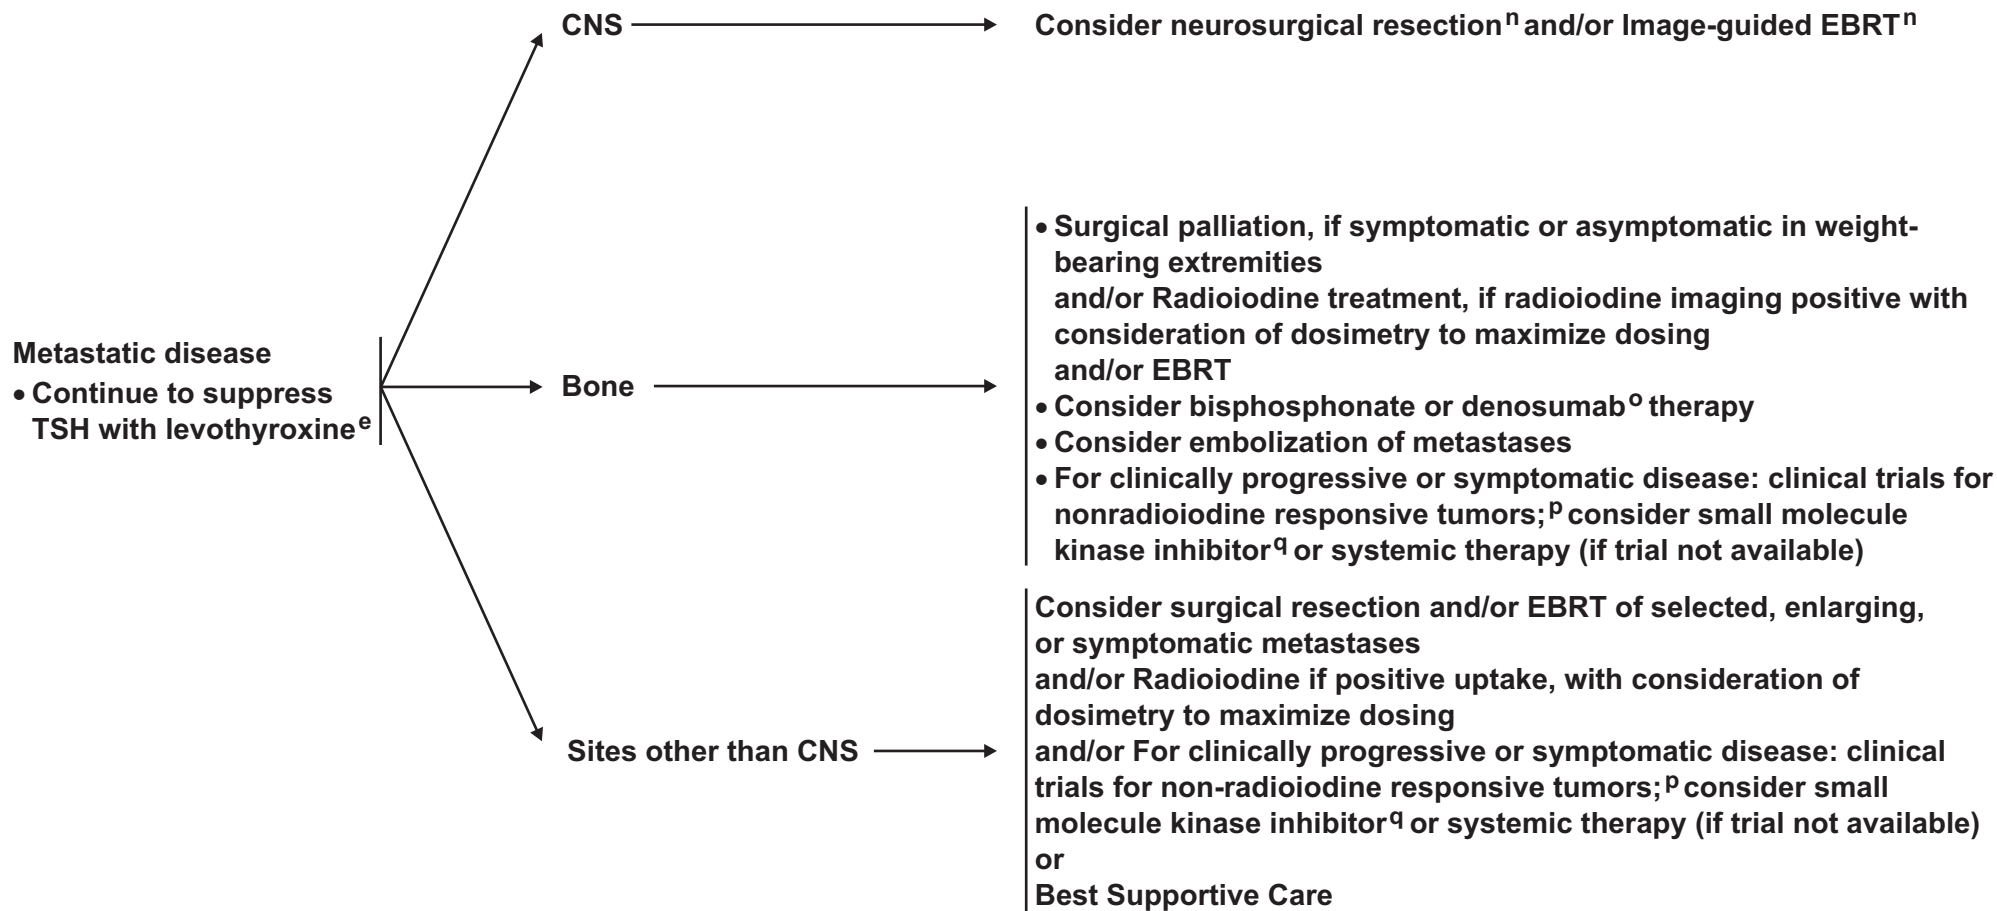 CNS
Consider neurosurgical resectionⁿ and/or Image-guided EBRTⁿ
Metastatic disease
• Continue to suppress
TSH with levothyroxineᵉ
Bone
• Surgical palliation, if symptomatic or asymptomatic in weight-
bearing extremities
and/or Radioiodine treatment, if radioiodine imaging positive with
consideration of dosimetry to maximize dosing
and/or EBRT
• Consider bisphosphonate or denosumabᵒ therapy
• Consider embolization of metastases
• For clinically progressive or symptomatic disease: clinical trials for
nonradioiodine responsive tumors;ᵖ consider small molecule
kinase inhibitor𐞥 or systemic therapy (if trial not available)
Sites other than CNS
Consider surgical resection and/or EBRT of selected, enlarging,
or symptomatic metastases
and/or Radioiodine if positive uptake, with consideration of
dosimetry to maximize dosing
and/or For clinically progressive or symptomatic disease: clinical
trials for non-radioiodine responsive tumors;ᵖ consider small
molecule kinase inhibitor𐞥 or systemic therapy (if trial not available)
or
Best Supportive Care